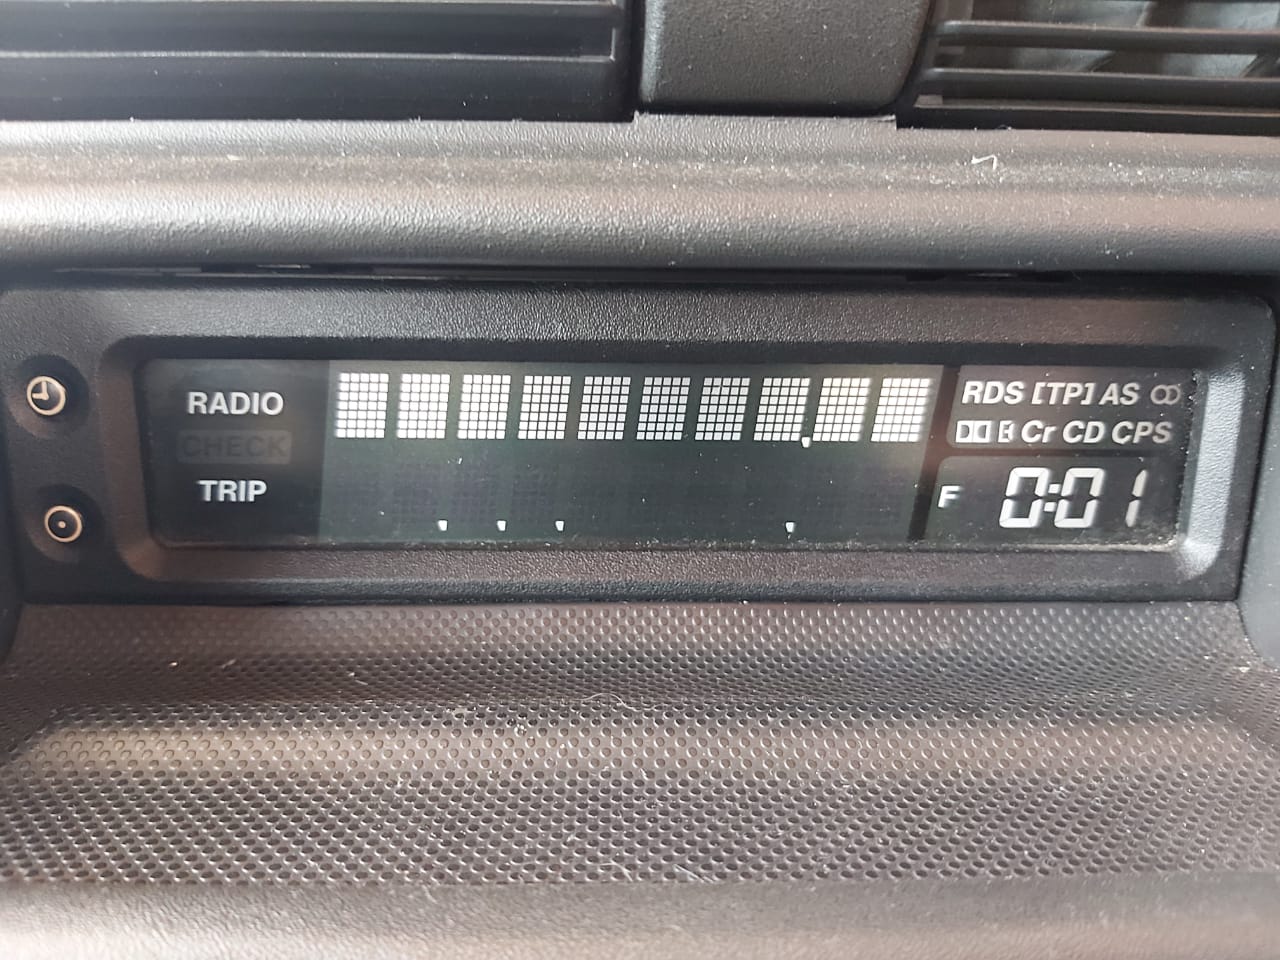 RADIO
CHECK
TRIP
RDS [TP] AS
Cr CD CPS
F 0:01